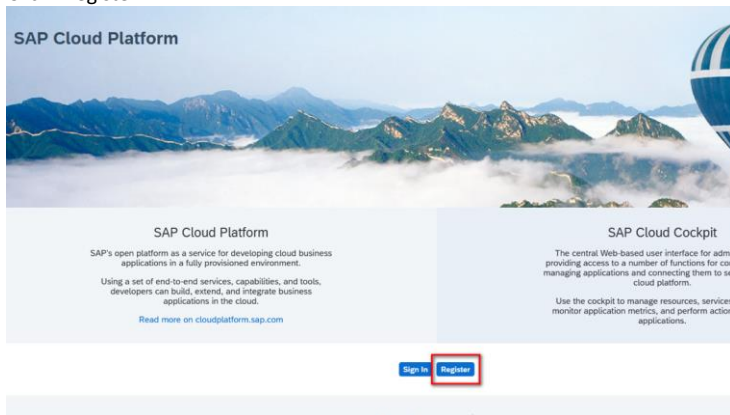 SAP Cloud Platform
SAP Cloud Platform
SAP's open platform as a service for developing cloud business
applications in a fully provisioned environment.
Using a set of end-to-end services, capabilities, and tools,
developers can build, extend, and integrate business
applications in the cloud.
Read more on cloudplatform.sap.com
SAP Cloud Cockpit
The central Web-based user interface for adm
providing access to a number of functions for co
managing applications and connecting them to se
cloud platform.
Use the cockpit to manage resources, service
monitor application metrics, and perform action
applications.
Sign In Register